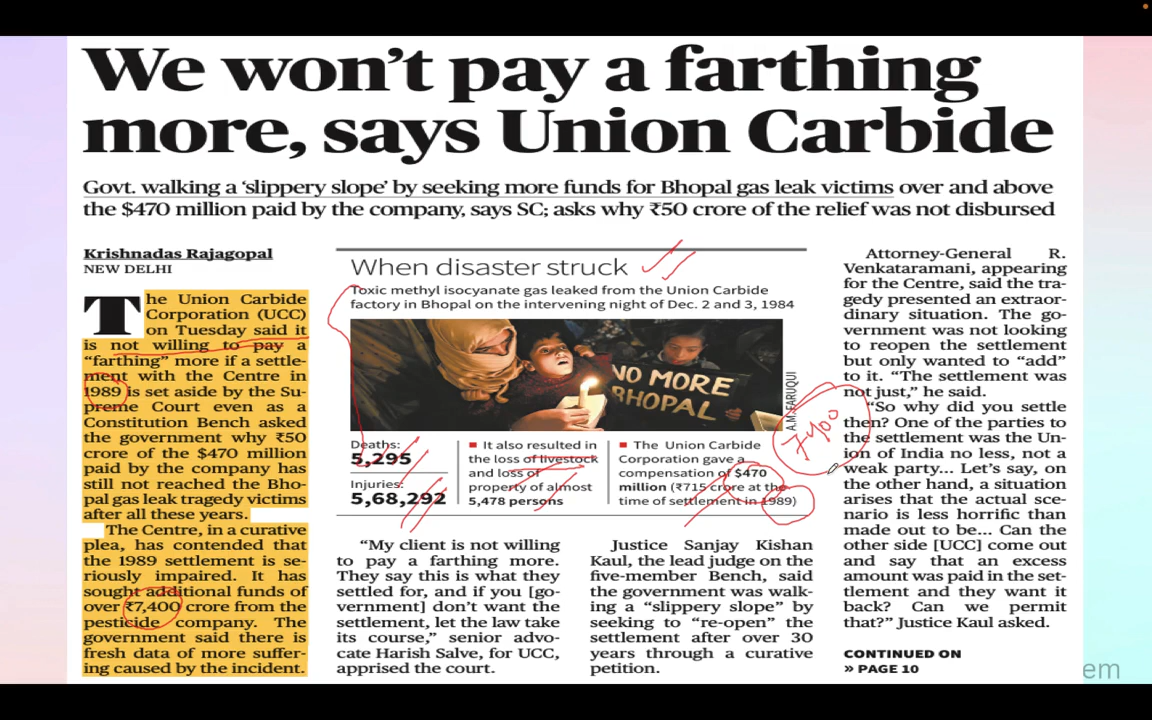 We won't pay a farthing
more, says Union Carbide
Govt. walking a ‘slippery slope’ by seeking more funds for Bhopal gas leak victims over and above
the $470 million paid by the company, says SC; asks why ₹50 crore of the relief was not disbursed
Krishnadas Rajagopal
NEW DELHI
The Union Carbide
Corporation (UCC)
on Tuesday said it
is not willing to pay a
“farthing” more if a settle-
ment with the Centre in
1989 is set aside by the Su-
preme Court even as a
Constitution Bench asked
the government why ₹50
crore of the $470 million
paid by the company has
still not reached the Bho-
pal gas leak tragedy victims
after all these years.
The Centre, in a curative
plea, has contended that
the 1989 settlement is se-
riously impaired. It has
sought additional funds of
over ₹7,400 crore from the
pesticide company. The
government said there is
fresh data of more suffer-
ing caused by the incident.
When disaster struck
Toxic methyl isocyanate gas leaked from the Union Carbide
factory in Bhopal on the intervening night of Dec. 2 and 3, 1984
NO MORE
BHOPAL
A.M. FARUQUI
Deaths:
5,295
Injuries:
5,68,292
■ It also resulted in
the loss of livestock
and loss of
property of almost
5,478 persons
■ The Union Carbide
Corporation gave a
compensation of $470
million (₹715 crore at the
time of settlement in 1989)
7400
“My client is not willing
to pay a farthing more.
They say this is what they
settled for, and if you [go-
vernment] don’t want the
settlement, let the law take
its course,” senior advo-
cate Harish Salve, for UCC,
apprised the court.
Justice Sanjay Kishan
Kaul, the lead judge on the
five-member Bench, said
the government was walk-
ing a “slippery slope” by
seeking to “re-open” the
settlement after over 30
years through a curative
petition.
Attorney-General R.
Venkataramani, appearing
for the Centre, said the tra-
gedy presented an extraor-
dinary situation. The go-
vernment was not looking
to reopen the settlement
but only wanted to “add”
to it. “The settlement was
not just,” he said.
“So why did you settle
then? One of the parties to
the settlement was the Un-
ion of India no less, not a
weak party... Let’s say, on
the other hand, a situation
arises that the actual sce-
nario is less horrific than
made out to be... Can the
other side [UCC] come out
and say that an excess
amount was paid in the set-
tlement and they want it
back? Can we permit
that?” Justice Kaul asked.
CONTINUED ON
» PAGE 10
em